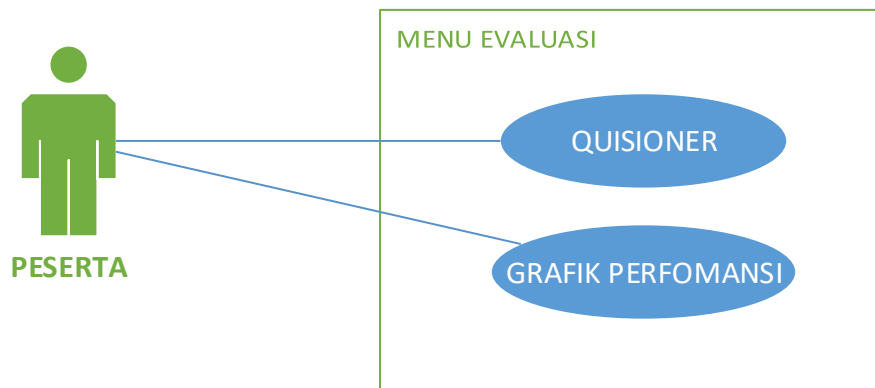 MENU EVALUASI
QUISIONER
GRAFIK PERFOMANSI
PESERTA